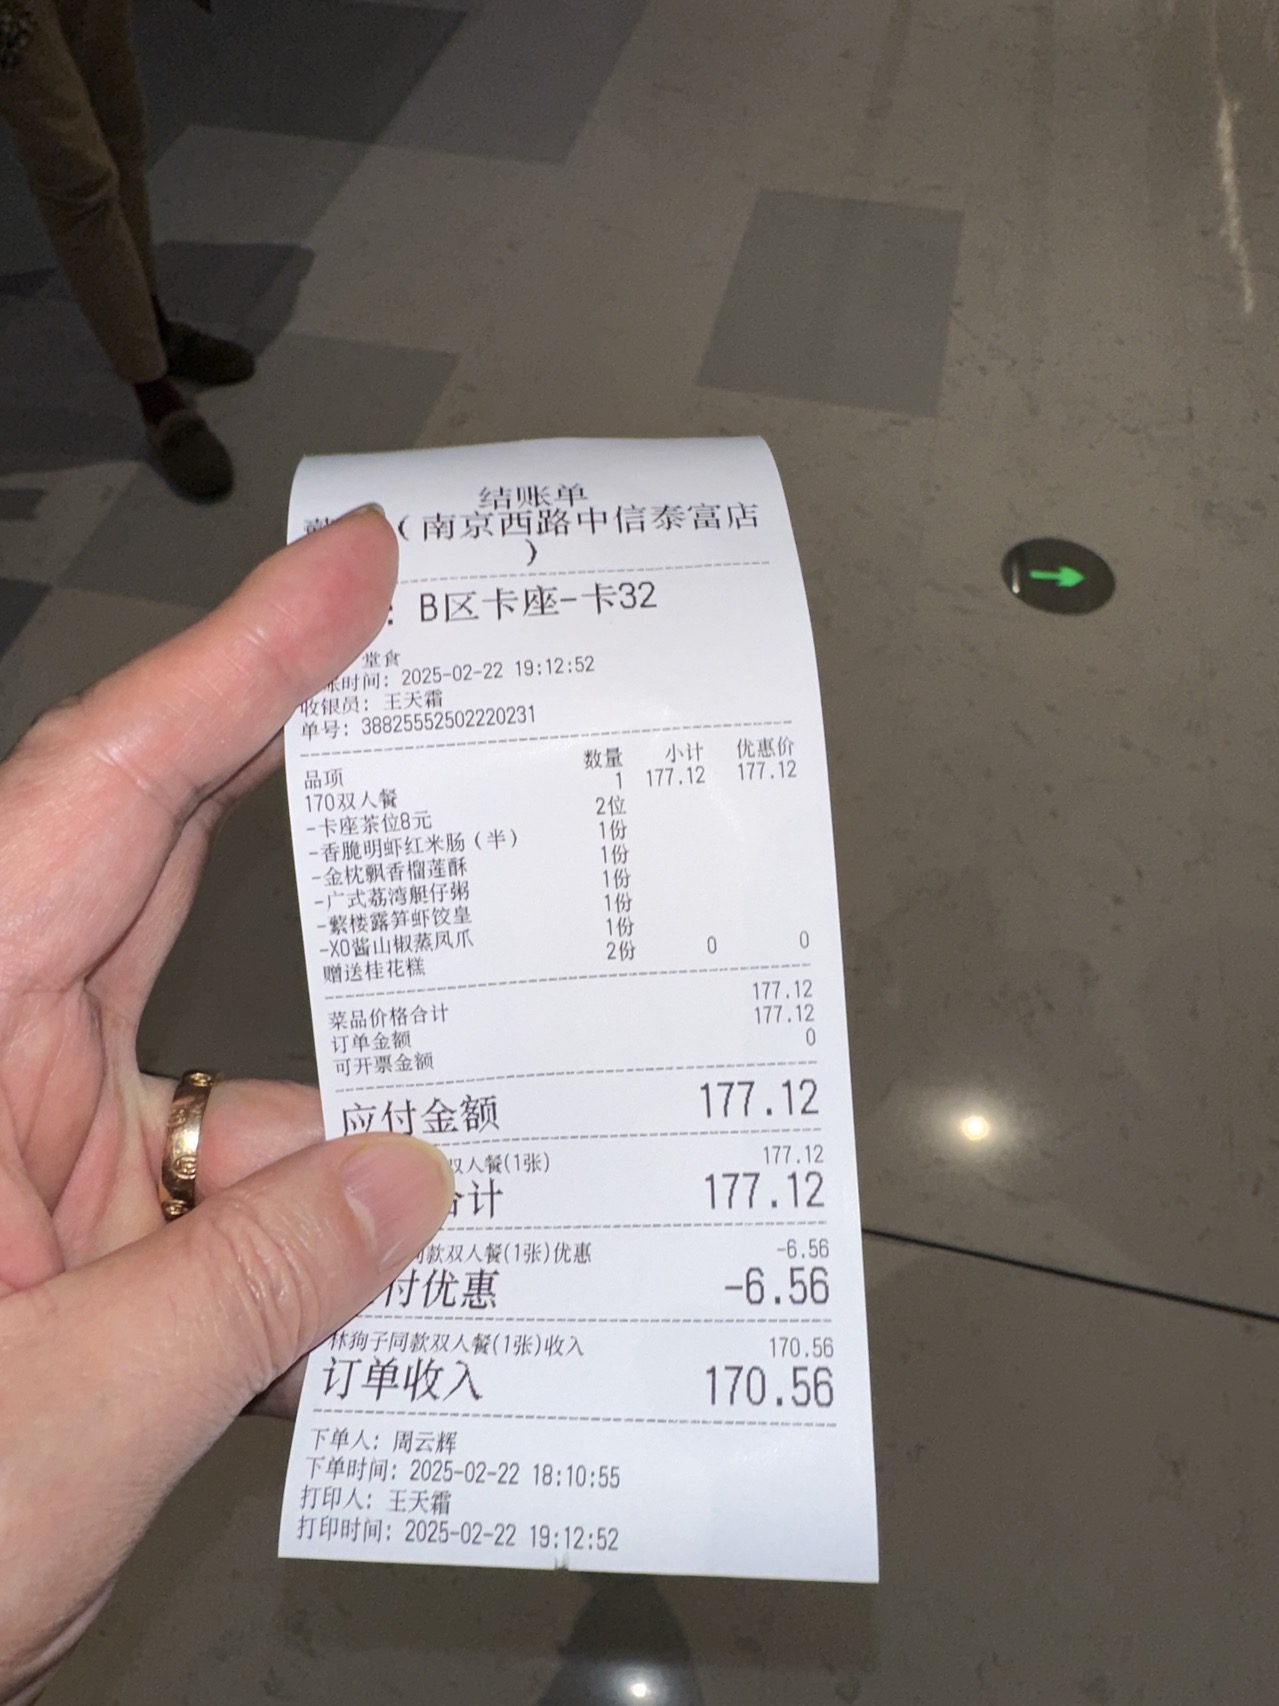 结账单
（南京西路中信泰富店
）
：B区卡座-卡32
堂食
账时间：2025-02-22 19:12:52
收银员：王天霜
单号：38825552502220231
品项 数量 小计 优惠价
170双人餐 1 177.12 177.12
-卡座茶位8元 2位
-香脆明虾红米肠（半） 1份
-金枕飘香榴莲酥 1份
-广式荔湾艇仔粥 1份
-紫楼露笋虾饺皇 1份
-XO酱山椒蒸凤爪 1份
赠送桂花糕 2份 0 0
菜品价格合计 177.12
订单金额 177.12
可开票金额 0
应付金额 177.12
双人餐(1张) 177.12
合计 177.12
同款双人餐(1张)优惠 -6.56
付优惠 -6.56
林狗子同款双人餐(1张)收入 170.56
订单收入 170.56
下单人：周云辉
下单时间：2025-02-22 18:10:55
打印人：王天霜
打印时间：2025-02-22 19:12:52